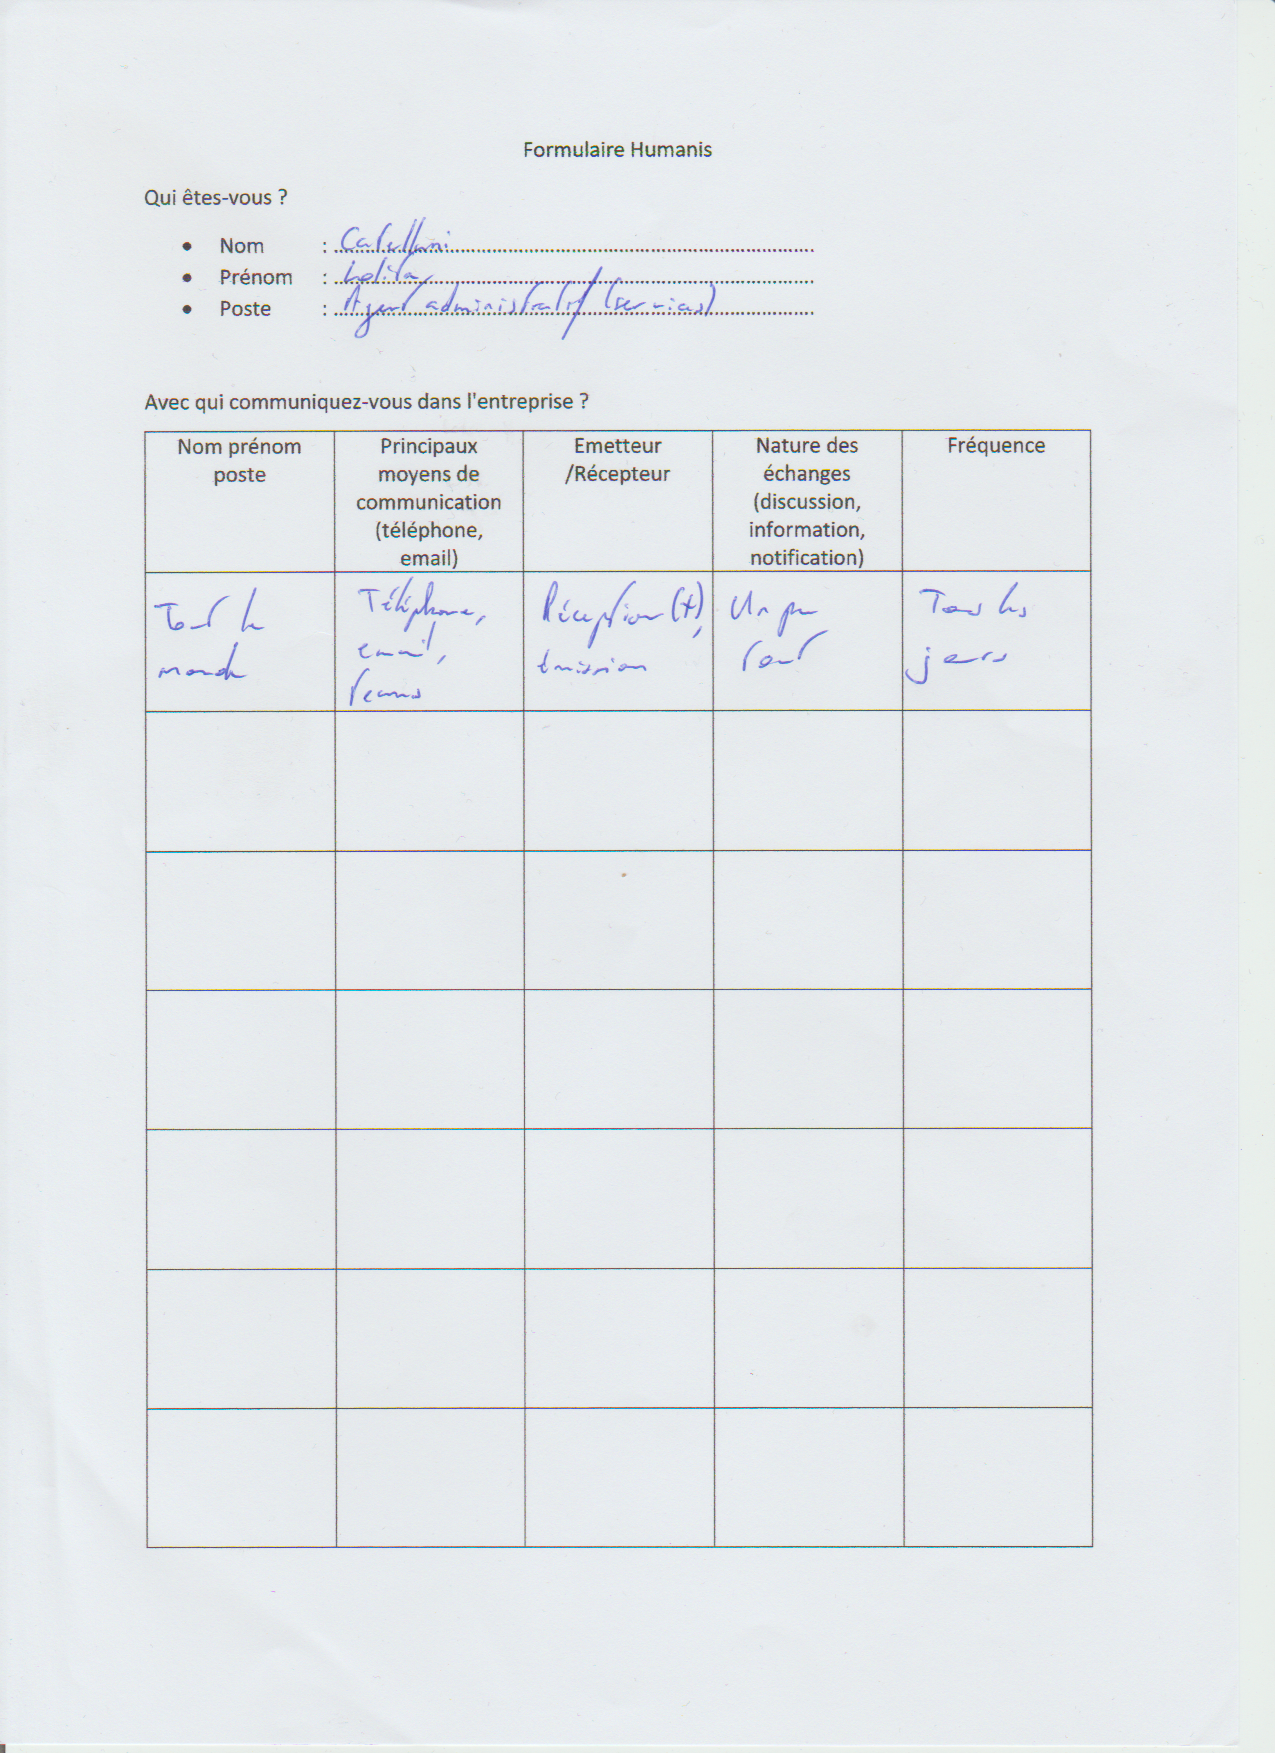 Formulaire Humanis
Qui êtes-vous ?
• Nom : Catellani
• Prénom : Lolita
• Poste : Agent administratif (services)
Avec qui communiquez-vous dans l'entreprise ?
Nom prénom
poste
Principaux
moyens de
communication
(téléphone,
email)
Emetteur
/Récepteur
Nature des
échanges
(discussion,
information,
notification)
Fréquence
Tout le
monde
Téléphone,
email,
teams
Réception (+),
émission
Un peu
tout
Tous les
jours